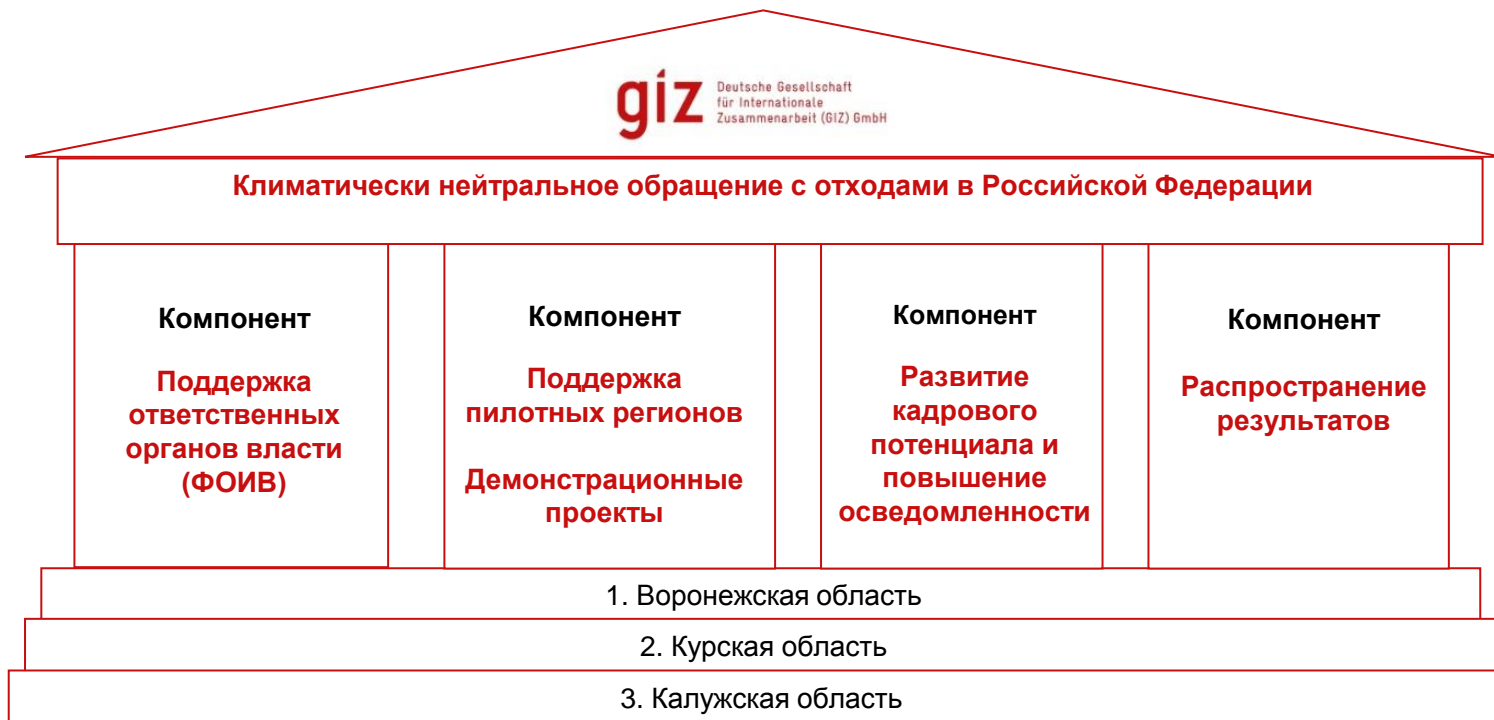 giz
Deutsche Gesellschaft
für Internationale
Zusammenarbeit (GIZ) GmbH
Климатически нейтральное обращение с отходами в Российской Федерации
Компонент
Поддержка
ответственных
органов власти
(ФОИВ)
Компонент
Поддержка
пилотных регионов
Демонстрационные
проекты
Компонент
Развитие
кадрового
потенциала и
повышение
осведомленности
Компонент
Распространение
результатов
1. Воронежская область
2. Курская область
3. Калужская область